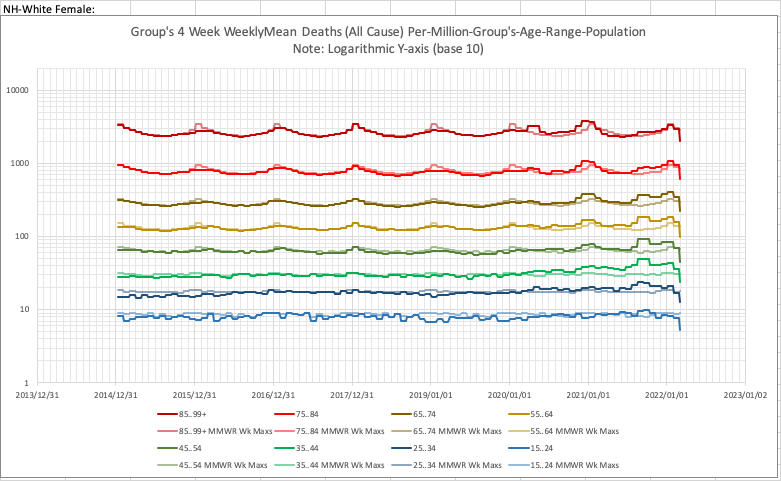 NH-White Female:
Group's 4 Week WeeklyMean Deaths (All Cause) Per-Million-Group's-Age-Range-Population
Note: Logarithmic Y-axis (base 10)
10000
1000
100
10
1
2013/12/31 2014/12/31 2015/12/31 2016/12/31 2017/12/31 2019/01/01 2020/01/01 2021/01/01 2022/01/01 2023/01/02
85..99+ 75..84 65..74 55..64
85..99+ MMWR Wk Maxs 75..84 MMWR Wk Maxs 65..74 MMWR Wk Maxs 55..64 MMWR Wk Maxs
45..54 35..44 25..34 15..24
45..54 MMWR Wk Maxs 35..44 MMWR Wk Maxs 25..34 MMWR Wk Maxs 15..24 MMWR Wk Maxs